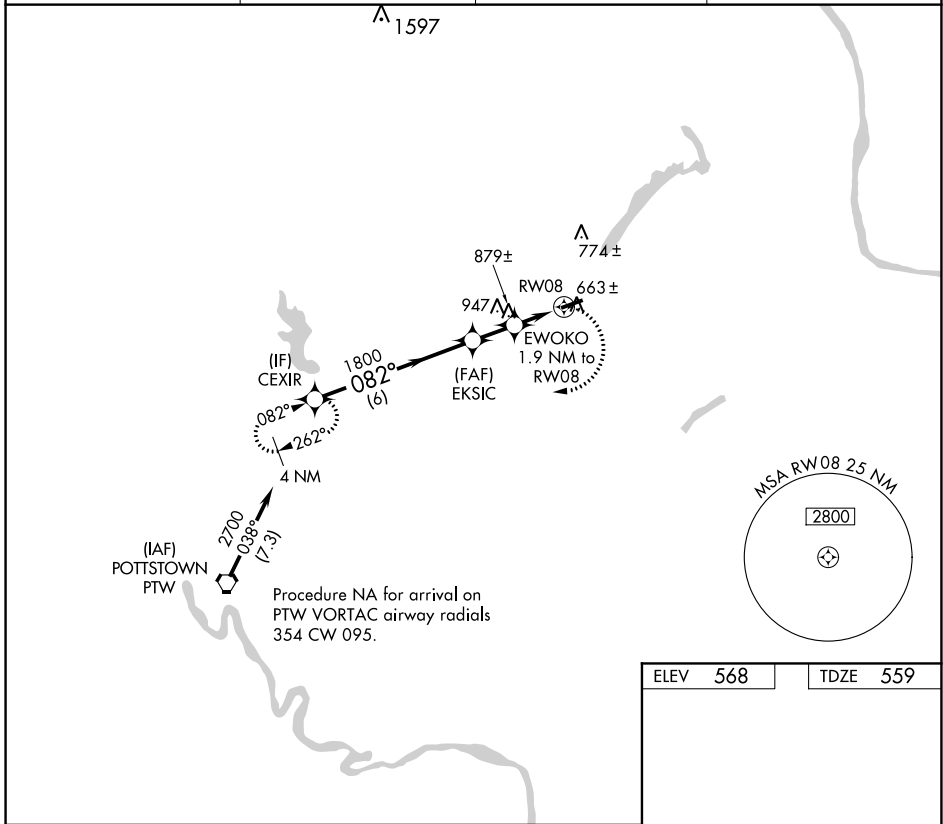 1597
774±
879±
RW08
663±
947
EWOKO
1.9 NM to
RW08
(IF)
CEXIR
1800
082°
(6)
(FAF)
EKSIC
082°
262°
4 NM
MSA RW08 25 NM
2800
2700
038°
(7.3)
(IAF)
POTTSTOWN
PTW
Procedure NA for arrival on
PTW VORTAC airway radials
354 CW 095.
ELEV 568
TDZE 559